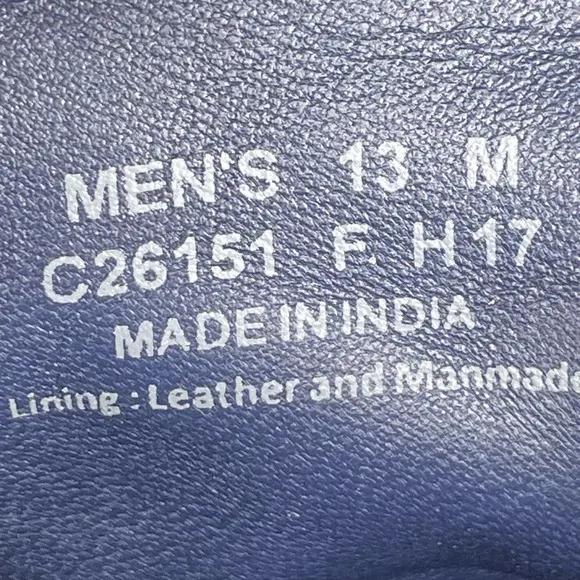 MEN'S 13 M
C26151 F. H17
MADE IN INDIA
Lining : Leather and Manmade